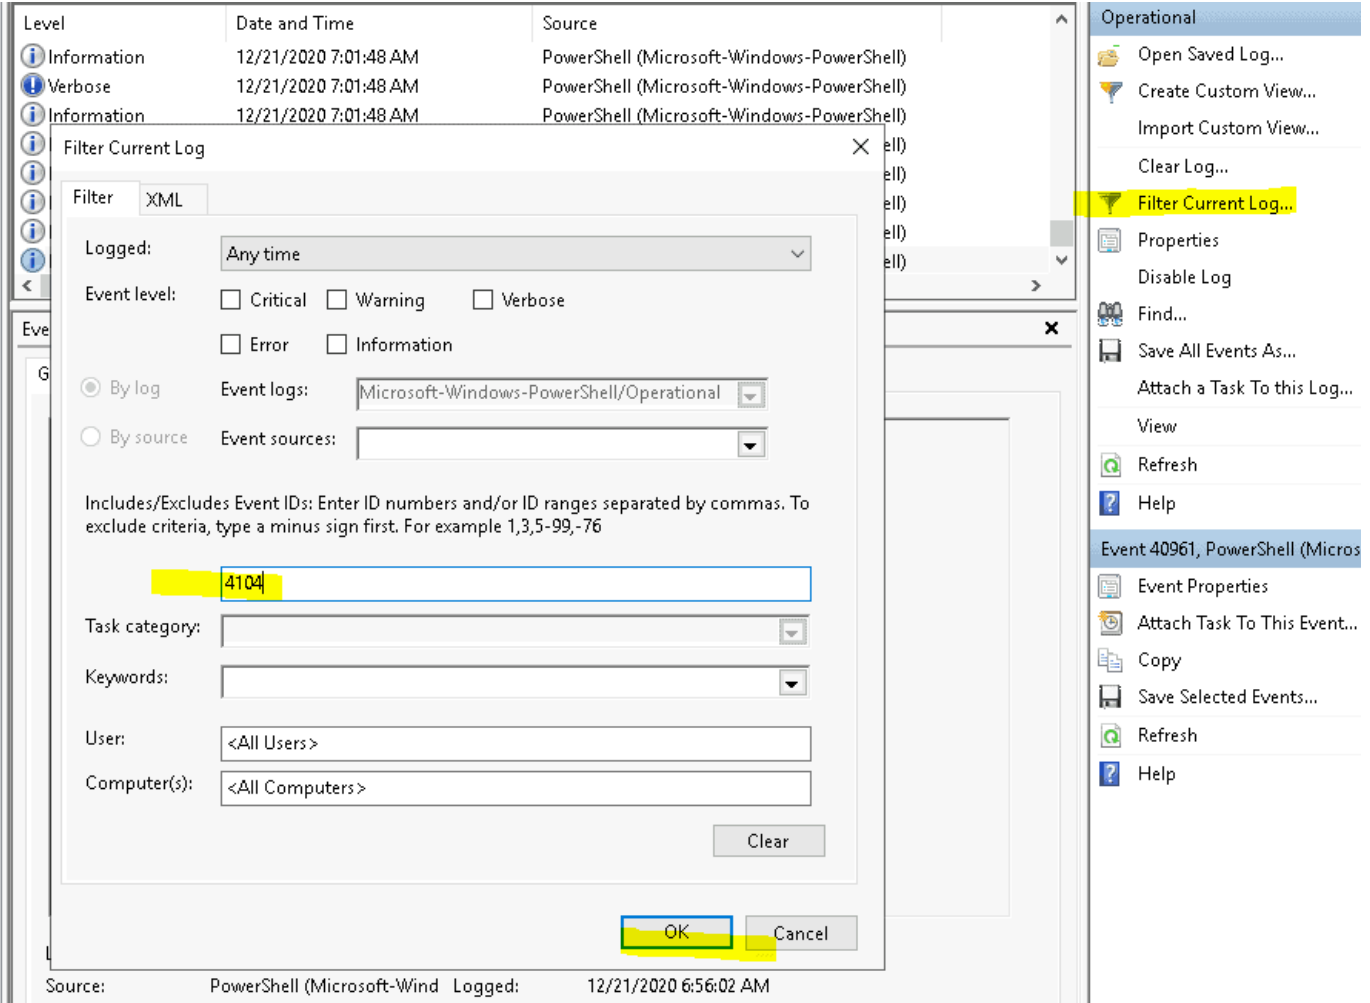 Level Date and Time Source
Information 12/21/2020 7:01:48 AM PowerShell (Microsoft-Windows-PowerShell)
Verbose 12/21/2020 7:01:48 AM PowerShell (Microsoft-Windows-PowerShell)
Information 12/21/2020 7:01:48 AM PowerShell (Microsoft-Windows-PowerShell)
ell)
ell)
ell)
ell)
ell)
Eve
G
Filter Current Log
Filter XML
Logged: Any time
Event level: Critical Warning Verbose
Error Information
By log Event logs: Microsoft-Windows-PowerShell/Operational
By source Event sources:
Includes/Excludes Event IDs: Enter ID numbers and/or ID ranges separated by commas. To
exclude criteria, type a minus sign first. For example 1,3,5-99,-76
4104
Task category:
Keywords:
User: <All Users>
Computer(s): <All Computers>
Clear
OK Cancel
Source: PowerShell (Microsoft-Wind Logged: 12/21/2020 6:56:02 AM
Operational
Open Saved Log...
Create Custom View...
Import Custom View...
Clear Log...
Filter Current Log...
Properties
Disable Log
Find...
Save All Events As...
Attach a Task To this Log...
View
Refresh
Help
Event 40961, PowerShell (Micros
Event Properties
Attach Task To This Event...
Copy
Save Selected Events...
Refresh
Help